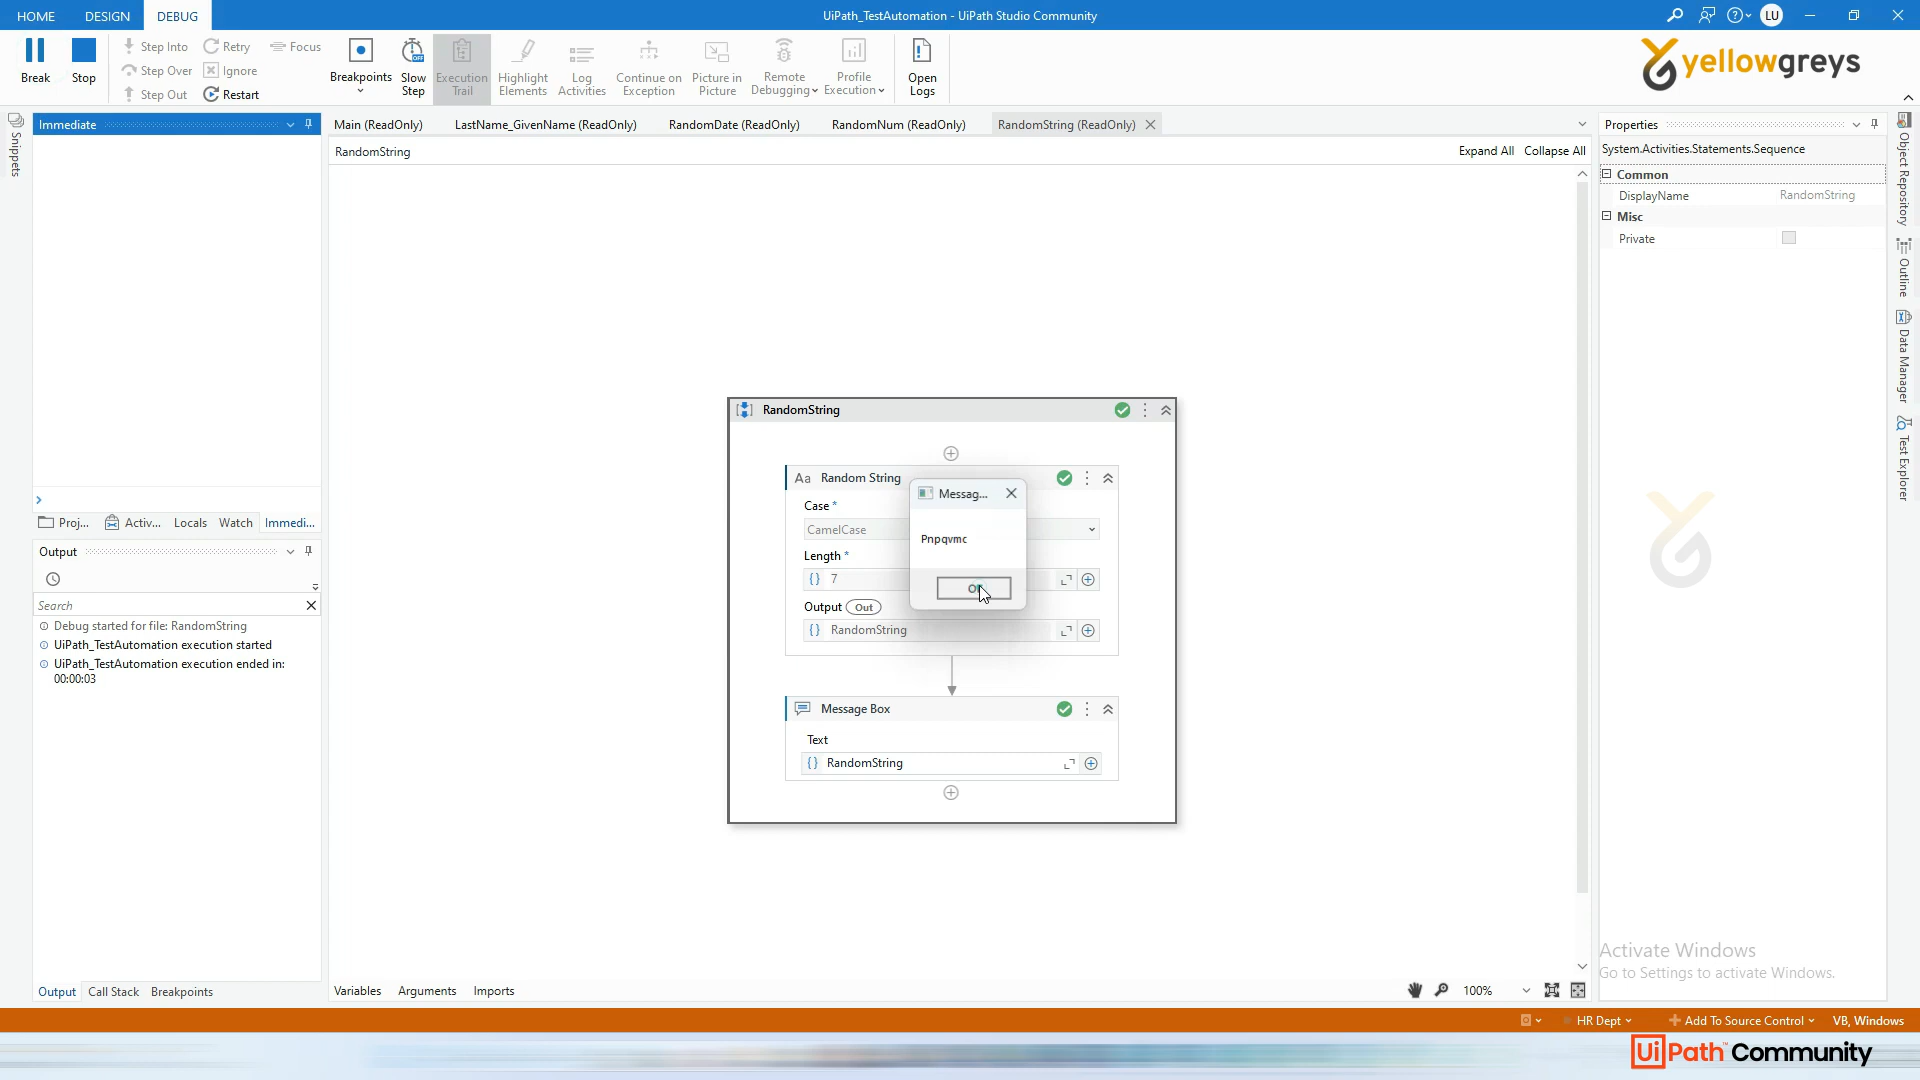 HOME DESIGN DEBUG
UiPath_TestAutomation - UiPath Studio Community
LU
Break
Stop
Step Into
Step Over
Step Out
Retry
Ignore
Restart
Focus
Breakpoints
Slow
Step
Execution
Trail
Highlight
Elements
Log
Activities
Continue on
Exception
Picture in
Picture
Remote
Debugging
Profile
Execution
Open
Logs
yellowgreys
Snippets
Immediate
Main (ReadOnly)
LastName_GivenName (ReadOnly)
RandomDate (ReadOnly)
RandomNum (ReadOnly)
RandomString (ReadOnly)
RandomString
Expand All Collapse All
Properties
System.Activities.Statements.Sequence
Common
DisplayName RandomString
Misc
Private
Object Repository
Outline
Data Manager
Test Explorer
Proj... Activ... Locals Watch Immedi...
Output
Search
Debug started for file: RandomString
UiPath_TestAutomation execution started
UiPath_TestAutomation execution ended in:
00:00:03
Output Call Stack Breakpoints
RandomString
Aa Random String
Case *
CamelCase
Length *
7
Output Out
RandomString
Messag...
Pnpqvmc
Message Box
Text
RandomString
Variables Arguments Imports
100%
Activate Windows
Go to Settings to activate Windows.
HR Dept
Add To Source Control
VB, Windows
UiPath™ Community